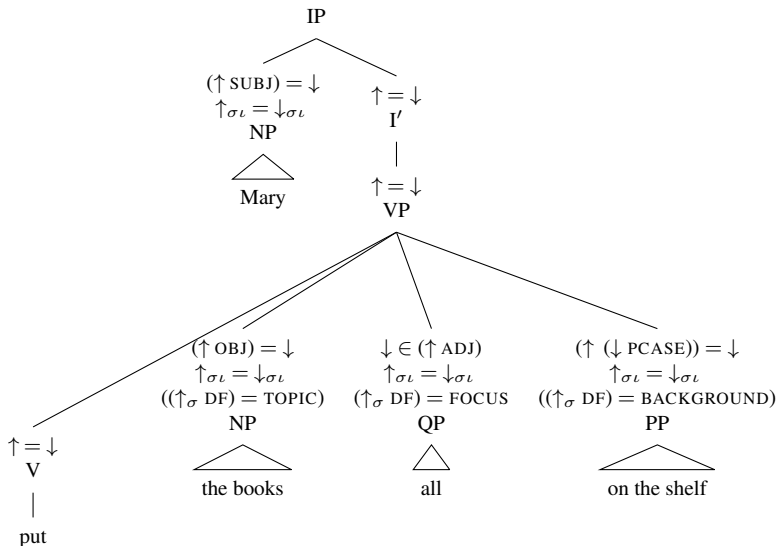 IP
(↑ SUBJ) = ↓
↑σι = ↓σι
NP
Mary
↑ = ↓
I′
↑ = ↓
VP
↑ = ↓
V
put
(↑ OBJ) = ↓
↑σι = ↓σι
((↑σ DF) = TOPIC)
NP
the books
↓ ∈ (↑ ADJ)
↑σι = ↓σι
(↑σ DF) = FOCUS
QP
all
(↑ (↓ PCASE)) = ↓
↑σι = ↓σι
((↑σ DF) = BACKGROUND)
PP
on the shelf